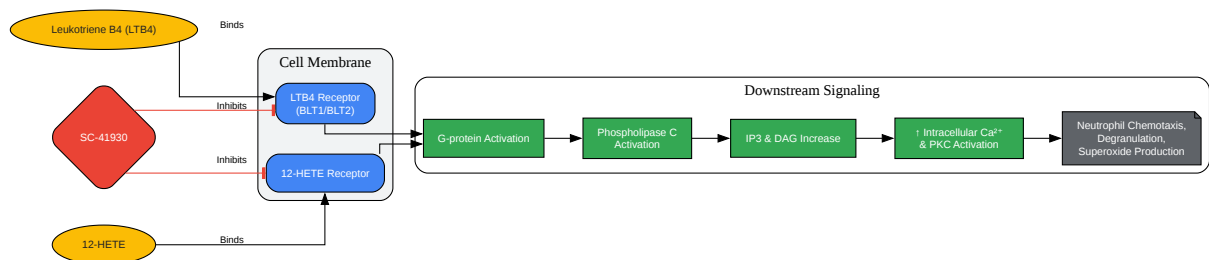 Leukotriene B4 (LTB4)
Binds
Cell Membrane
LTB4 Receptor
(BLT1/BLT2)
Inhibits
SC-41930
Inhibits
12-HETE Receptor
12-HETE
Binds
Downstream Signaling
G-protein Activation
Phospholipase C
Activation
IP3 & DAG Increase
↑ Intracellular Ca²⁺
& PKC Activation
Neutrophil Chemotaxis,
Degranulation,
Superoxide Production